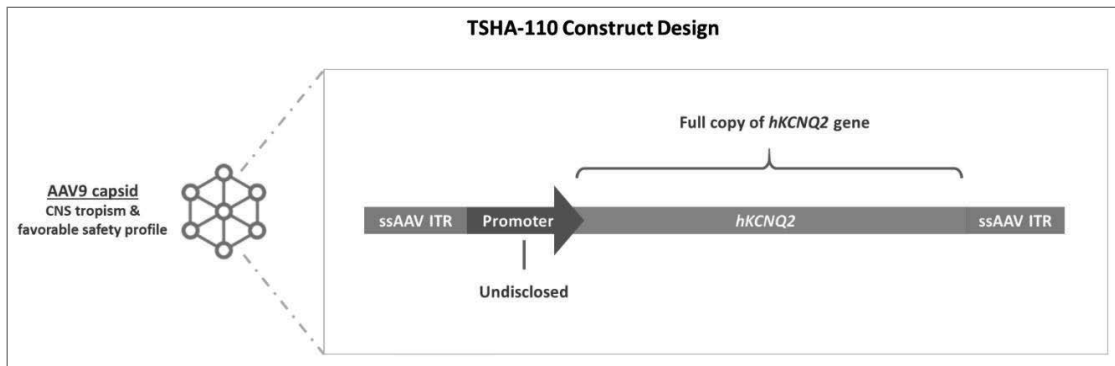 TSHA-110 Construct Design
Full copy of hKCNQ2 gene
AAV9 capsid
CNS tropism &
favorable safety profile
ssAAV ITR Promoter hKCNQ2 ssAAV ITR
Undisclosed